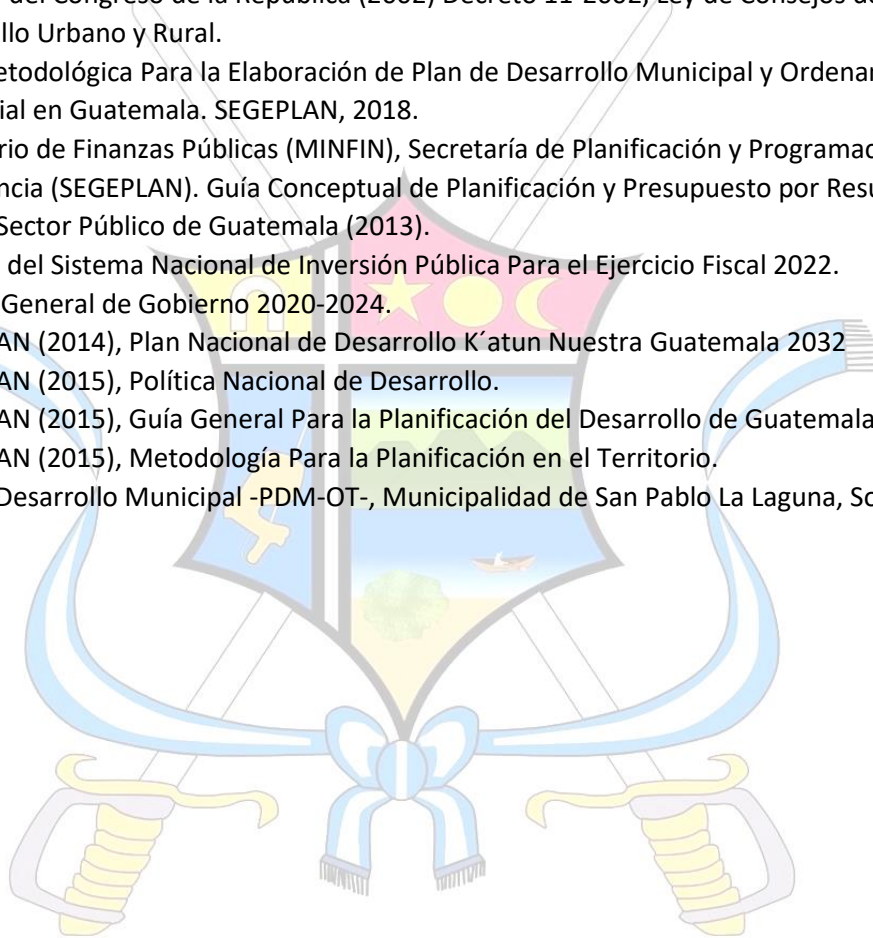 del Congreso de la República (2002) Decreto 11-2002, Ley de Consejos de
llo Urbano y Rural.
etodológica Para la Elaboración de Plan de Desarrollo Municipal y Ordenar
ial en Guatemala. SEGEPLAN, 2018.
rio de Finanzas Públicas (MINFIN), Secretaría de Planificación y Programac
ncia (SEGEPLAN). Guía Conceptual de Planificación y Presupuesto por Resu
Sector Público de Guatemala (2013).
del Sistema Nacional de Inversión Pública Para el Ejercicio Fiscal 2022.
General de Gobierno 2020-2024.
AN (2014), Plan Nacional de Desarrollo K´atun Nuestra Guatemala 2032
AN (2015), Política Nacional de Desarrollo.
AN (2015), Guía General Para la Planificación del Desarrollo de Guatemala
AN (2015), Metodología Para la Planificación en el Territorio.
Desarrollo Municipal -PDM-OT-, Municipalidad de San Pablo La Laguna, So